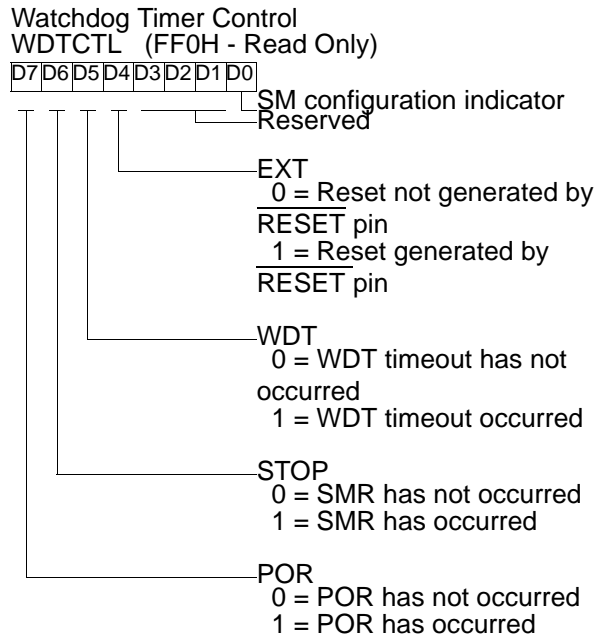 Watchdog Timer Control
WDTCTL (FF0H - Read Only)
D7 D6 D5 D4 D3 D2 D1 D0
SM configuration indicator
Reserved
EXT
0 = Reset not generated by
RESET pin
1 = Reset generated by
RESET pin
WDT
0 = WDT timeout has not
occurred
1 = WDT timeout occurred
STOP
0 = SMR has not occurred
1 = SMR has occurred
POR
0 = POR has not occurred
1 = POR has occurred